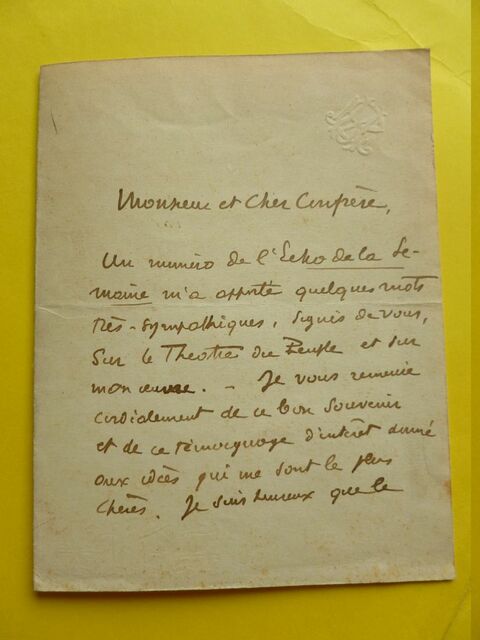 Monsieur et Cher Confrère,
Un numéro de l'Echo de la Se-
maine m'a apporté quelques mots
très-sympathiques, signés de vous,
sur le Théatre du Peuple et sur
mon œuvre. - Je vous remercie
cordialement de ce bon souvenir
et de ce témoignage d'intérêt donné
aux idées qui me sont le plus
chères. Je suis heureux que le